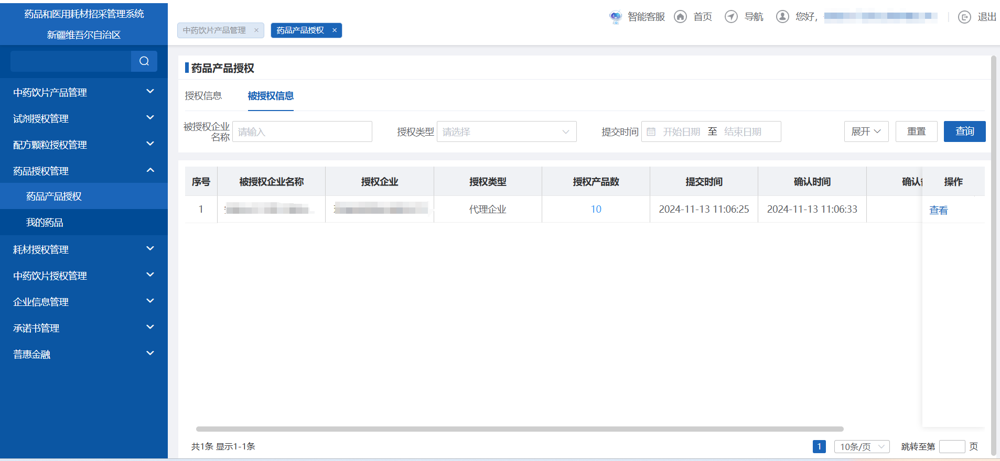 药品和医用耗材招采管理系统
新疆维吾尔自治区
智能客服 首页 导航 您好, 退出
中药饮片产品管理 × 药品产品授权 ×
中药饮片产品管理
试剂授权管理
配方颗粒授权管理
药品授权管理
药品产品授权
我的药品
耗材授权管理
中药饮片授权管理
企业信息管理
承诺书管理
普惠金融
药品产品授权
授权信息 被授权信息
被授权企业
名称 请输入 授权类型 请选择 提交时间 开始日期 至 结束日期 展开 重置 查询
序号 被授权企业名称 授权企业 授权类型 授权产品数 提交时间 确认时间 确认 操作
1 代理企业 10 2024-11-13 11:06:25 2024-11-13 11:06:33 查看
共1条 显示1-1条 1 10条/页 跳转至第 页